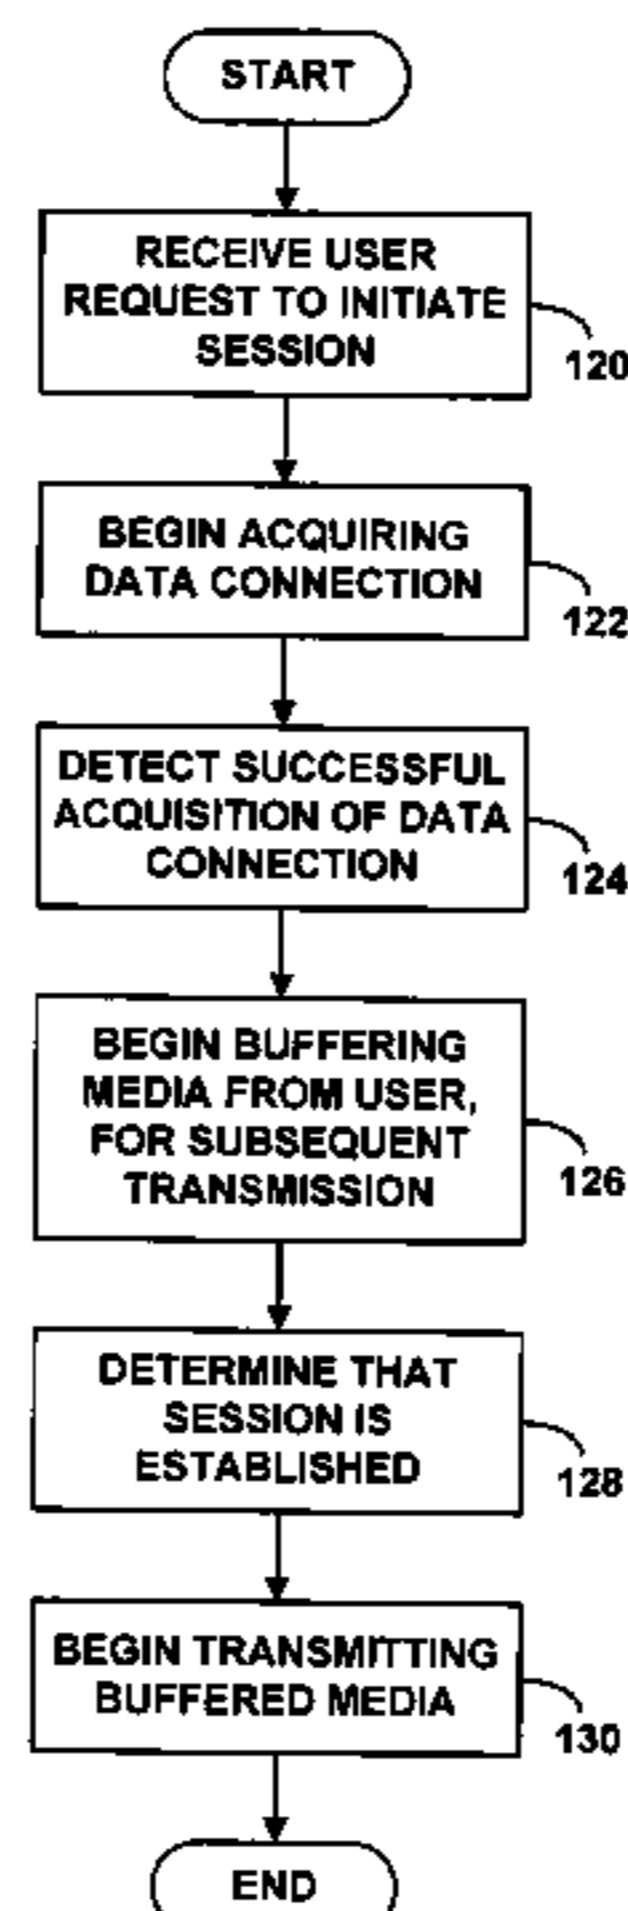 START
RECEIVE USER
REQUEST TO INITIATE
SESSION
120
BEGIN ACQUIRING
DATA CONNECTION
122
DETECT SUCCESSFUL
ACQUISITION OF DATA
CONNECTION
124
BEGIN BUFFERING
MEDIA FROM USER,
FOR SUBSEQUENT
TRANSMISSION
126
DETERMINE THAT
SESSION IS
ESTABLISHED
128
BEGIN TRANSMITTING
BUFFERED MEDIA
130
END